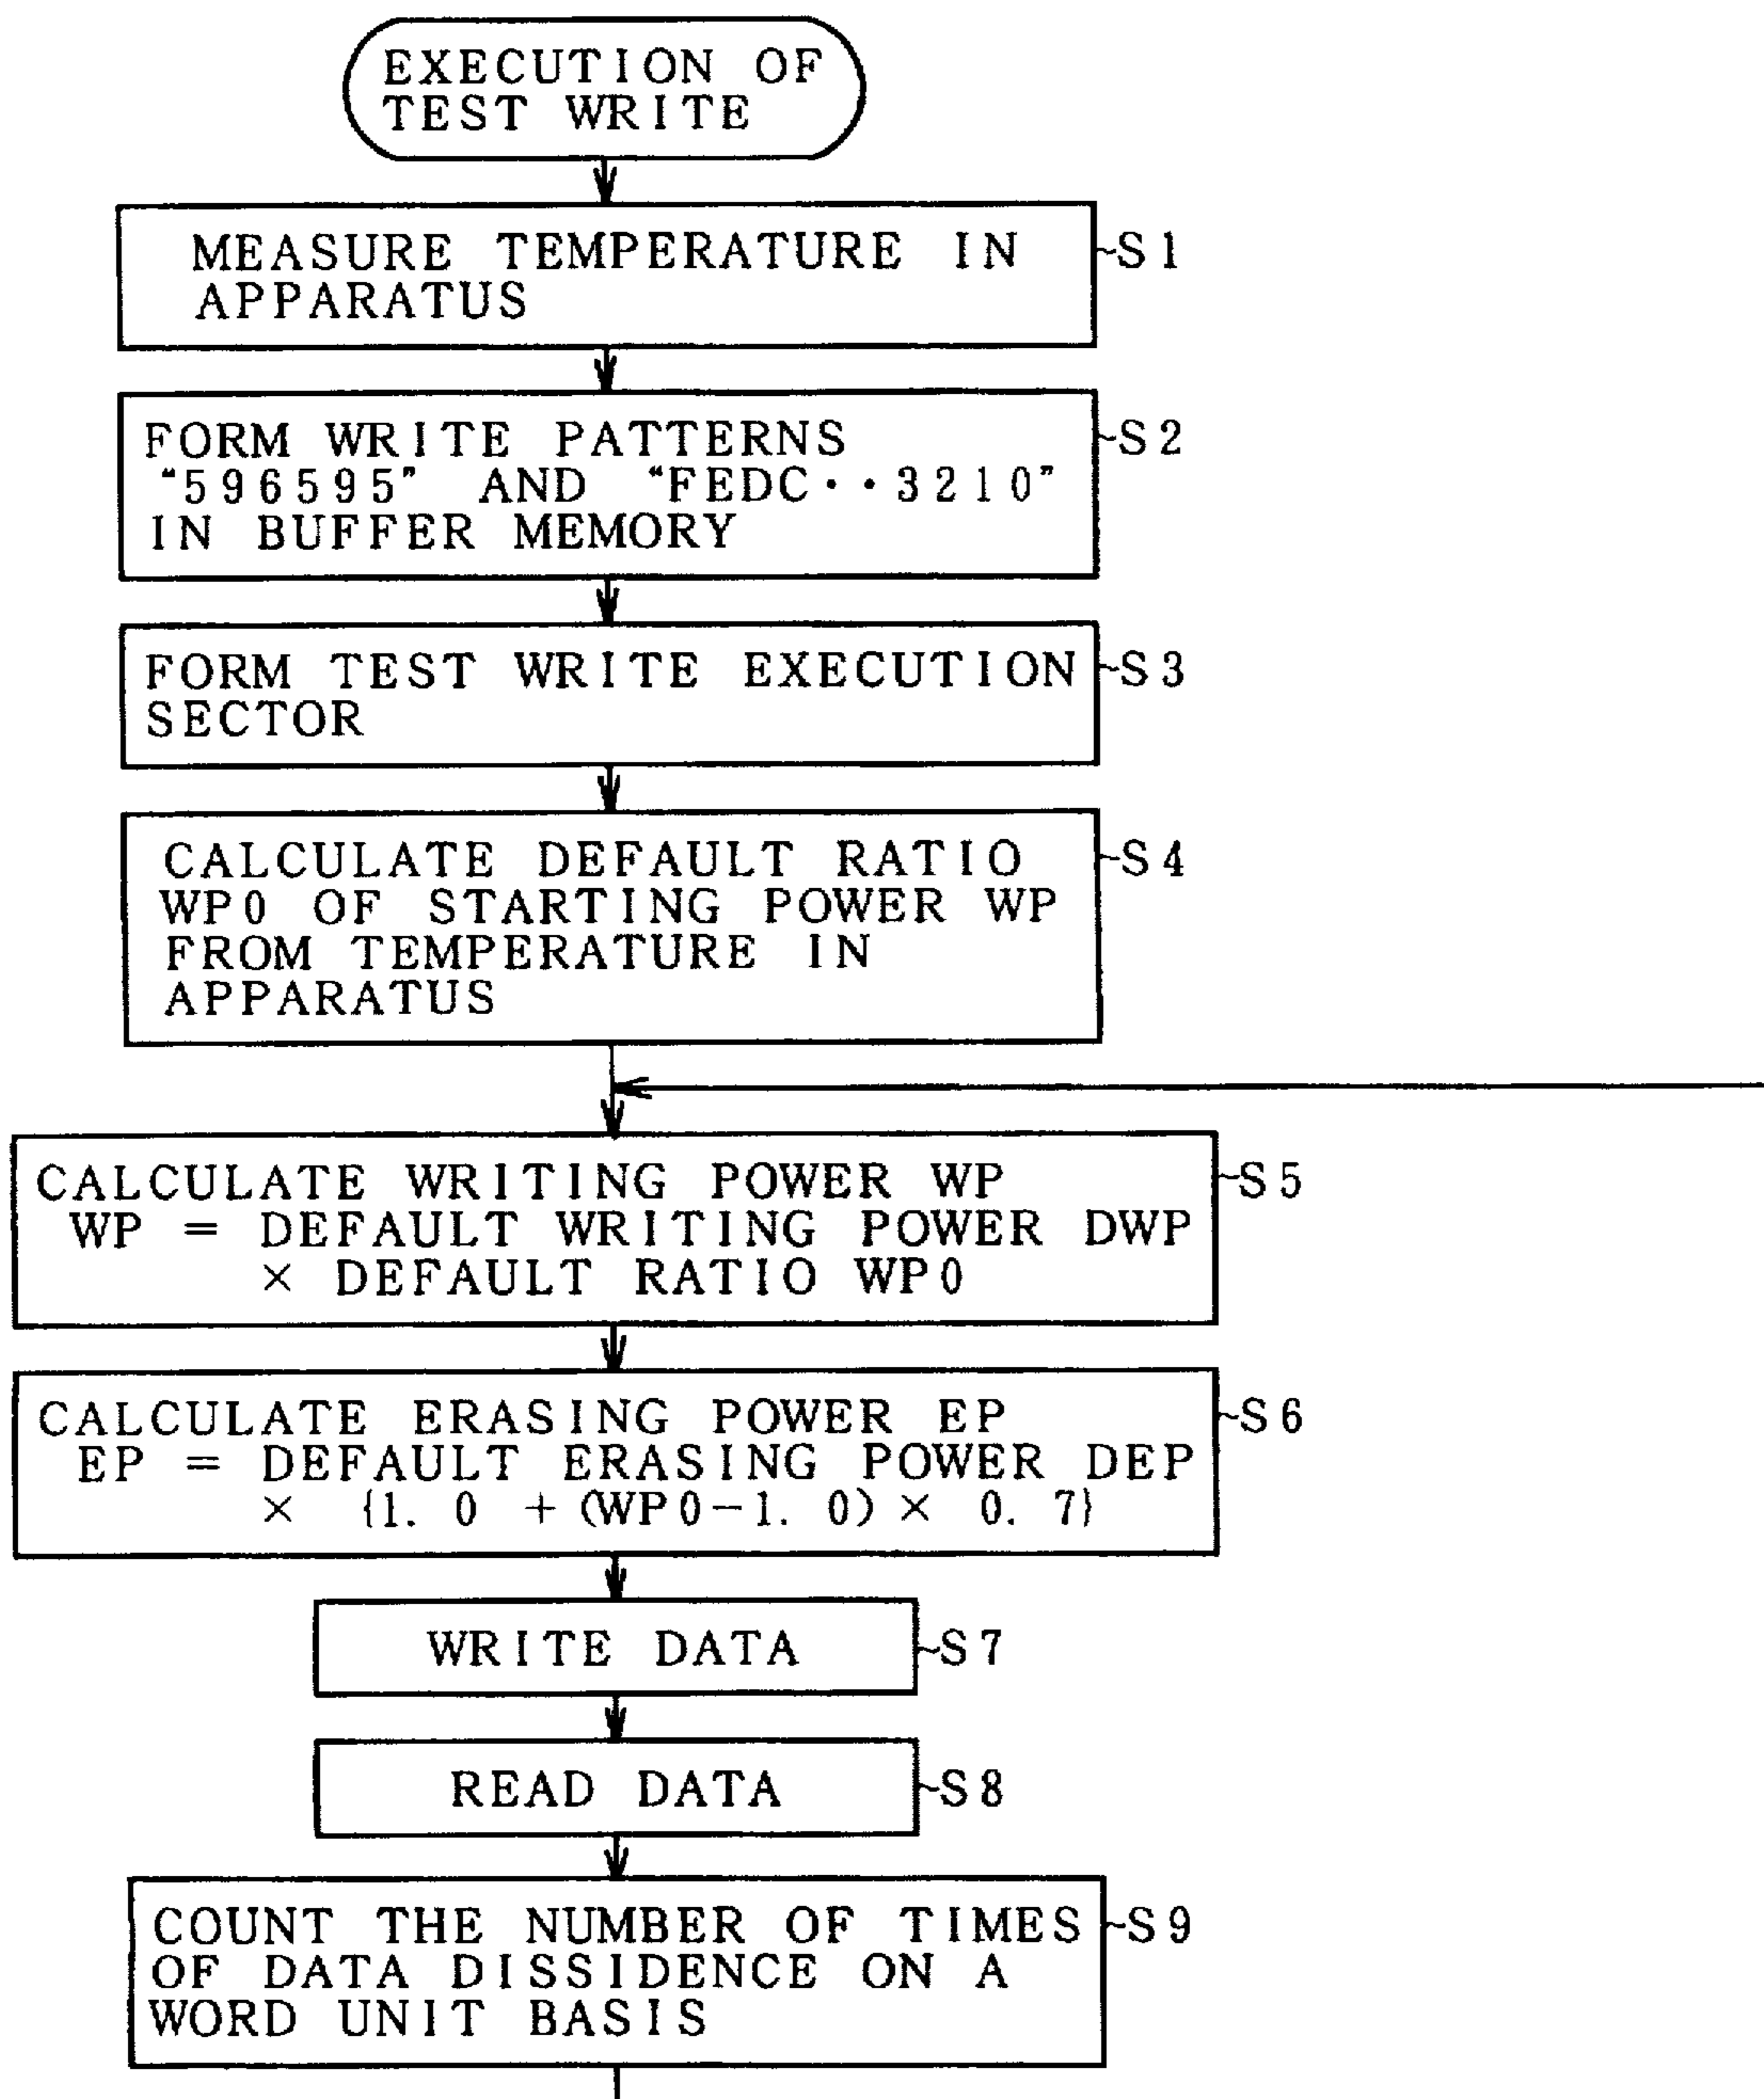 EXECUTION OF
TEST WRITE
MEASURE TEMPERATURE IN
APPARATUS
S1
FORM WRITE PATTERNS
"596595" AND "FEDC··3210"
IN BUFFER MEMORY
S2
FORM TEST WRITE EXECUTION
SECTOR
S3
CALCULATE DEFAULT RATIO
WP0 OF STARTING POWER WP
FROM TEMPERATURE IN
APPARATUS
S4
CALCULATE WRITING POWER WP
WP = DEFAULT WRITING POWER DWP
× DEFAULT RATIO WP0
S5
CALCULATE ERASING POWER EP
EP = DEFAULT ERASING POWER DEP
× {1. 0 + (WP0-1. 0) × 0. 7}
S6
WRITE DATA
S7
READ DATA
S8
COUNT THE NUMBER OF TIMES
OF DATA DISSIDENCE ON A
WORD UNIT BASIS
S9